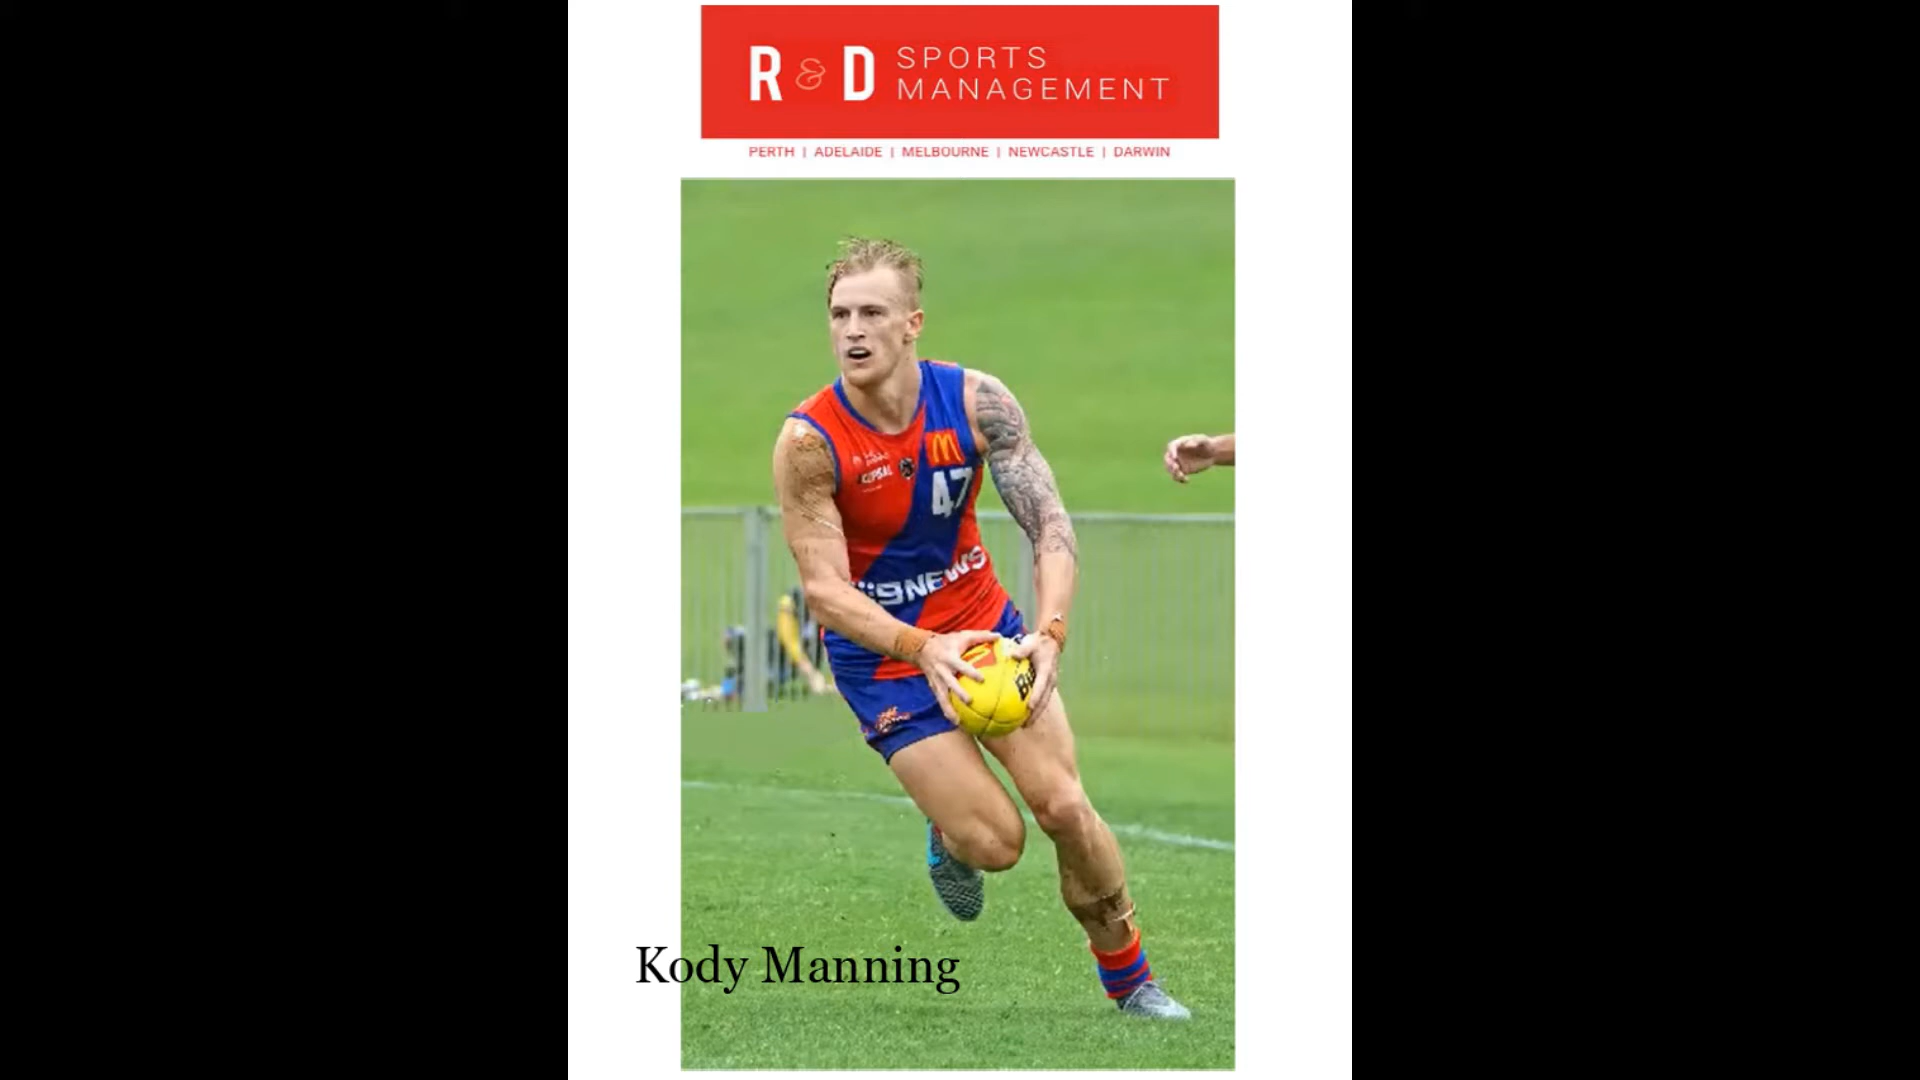 R & D SPORTS
MANAGEMENT
PERTH | ADELAIDE | MELBOURNE | NEWCASTLE | DARWIN
47
9NEWS
Kody Manning